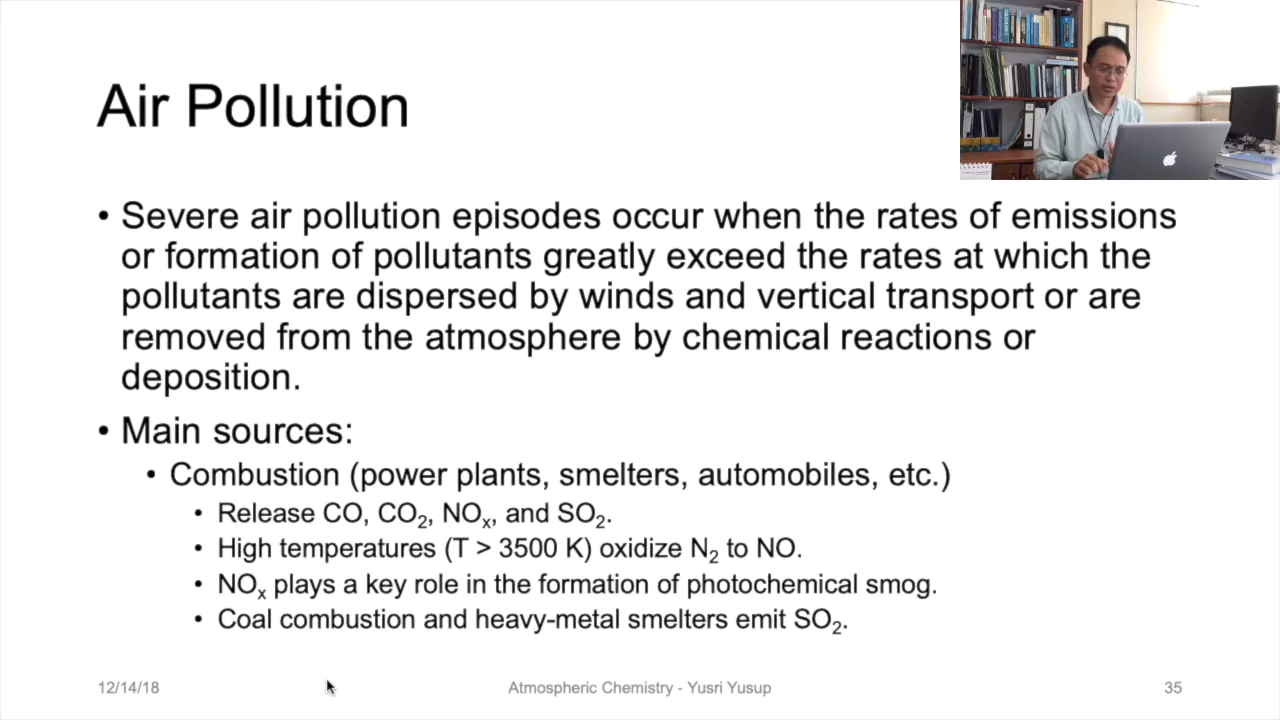 Air Pollution
• Severe air pollution episodes occur when the rates of emissions
or formation of pollutants greatly exceed the rates at which the
pollutants are dispersed by winds and vertical transport or are
removed from the atmosphere by chemical reactions or
deposition.
• Main sources:
• Combustion (power plants, smelters, automobiles, etc.)
• Release CO, CO₂, NOₓ, and SO₂.
• High temperatures (T > 3500 K) oxidize N₂ to NO.
• NOₓ plays a key role in the formation of photochemical smog.
• Coal combustion and heavy-metal smelters emit SO₂.
12/14/18
Atmospheric Chemistry - Yusri Yusup
35